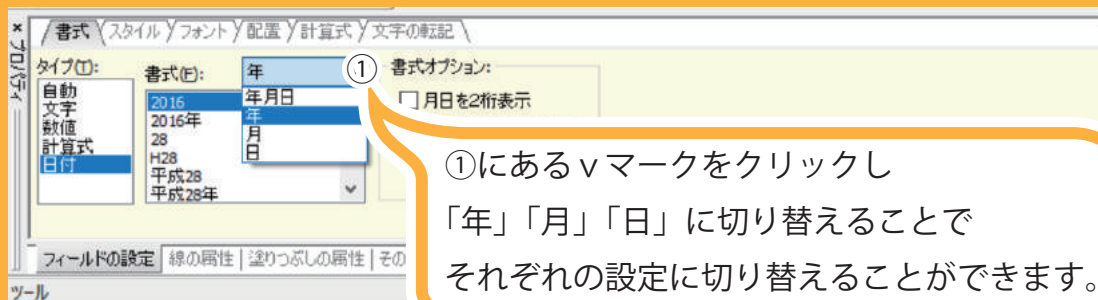 ×
プロパティ
書式 スタイル フォント 配置 計算式 文字の転記
タイプ(T):
自動
文字
数値
計算式
日付
書式(F):
年
①
年月日
年
月
日
2016
2016年
28
H28
平成28
平成28年
書式オプション:
月日を2桁表示
①にあるvマークをクリックし
「年」「月」「日」に切り替えることで
それぞれの設定に切り替えることができます。
フィールドの設定 線の属性 塗りつぶしの属性 その
ツール